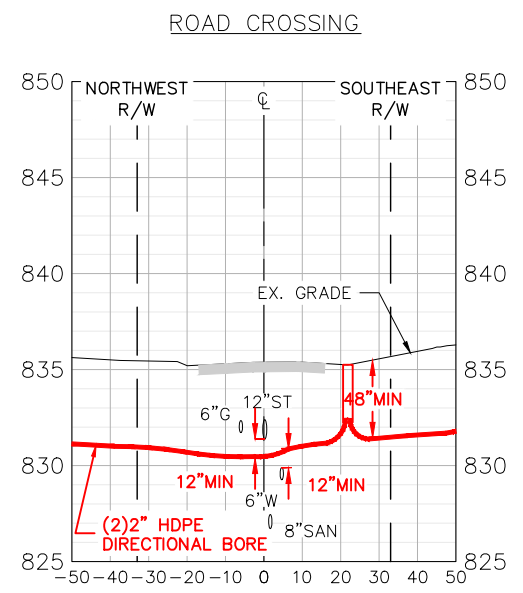 ROAD CROSSING
850
850
NORTHWEST
R/W
℄
SOUTHEAST
R/W
845
845
840
840
EX. GRADE
835
835
12"ST
48"MIN
6"G
830
830
12"MIN
12"MIN
6"W
(2)2" HDPE
DIRECTIONAL BORE
8"SAN
825
825
-50 -40 -30 -20 -10 0 10 20 30 40 50